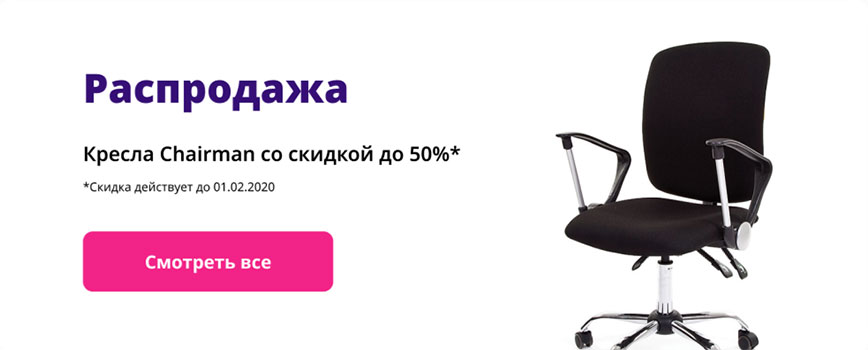 Распродажа
Кресла Chairman со скидкой до 50%*
*Скидка действует до 01.02.2020
Смотреть все